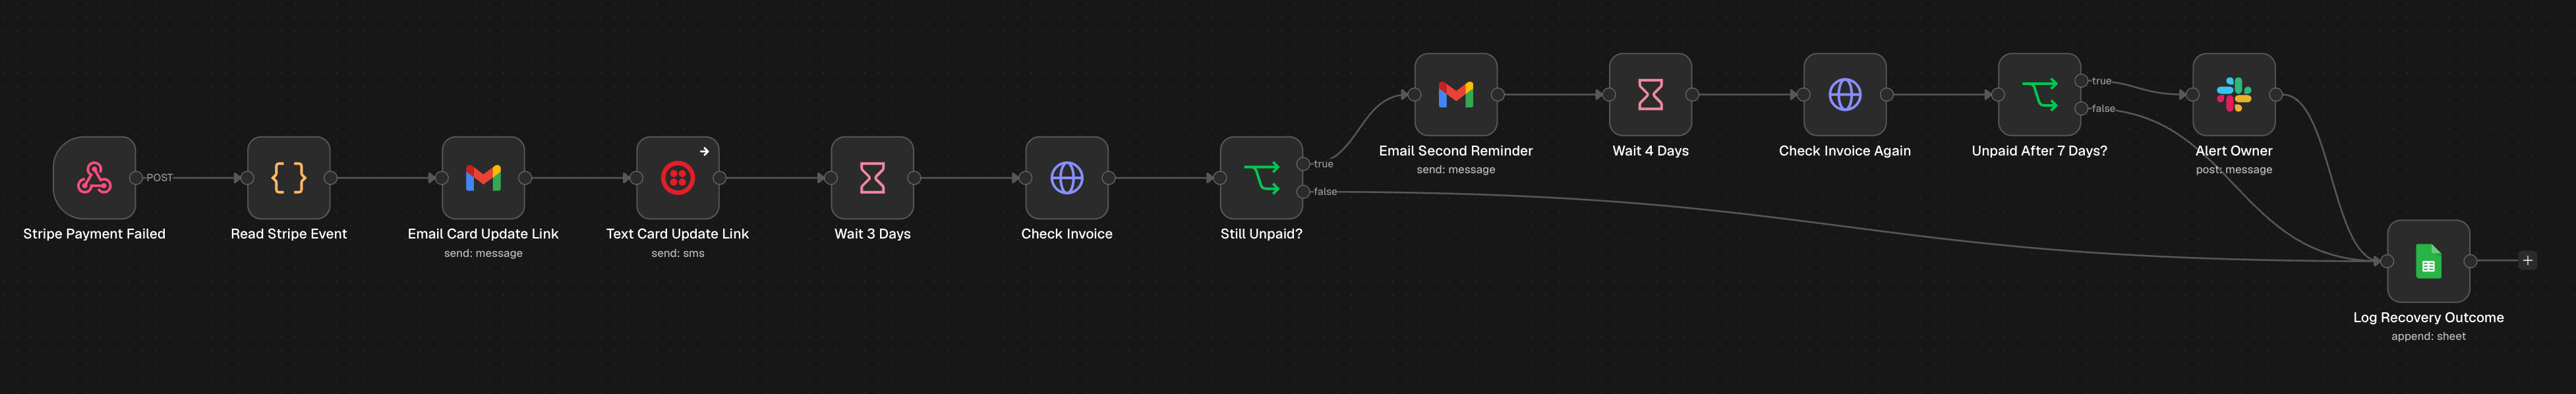 POST
Stripe Payment Failed
Read Stripe Event
Email Card Update Link
send: message
Text Card Update Link
send: sms
Wait 3 Days
Check Invoice
true
false
Still Unpaid?
Email Second Reminder
send: message
Wait 4 Days
Check Invoice Again
true
false
Unpaid After 7 Days?
Alert Owner
post: message
Log Recovery Outcome
append: sheet